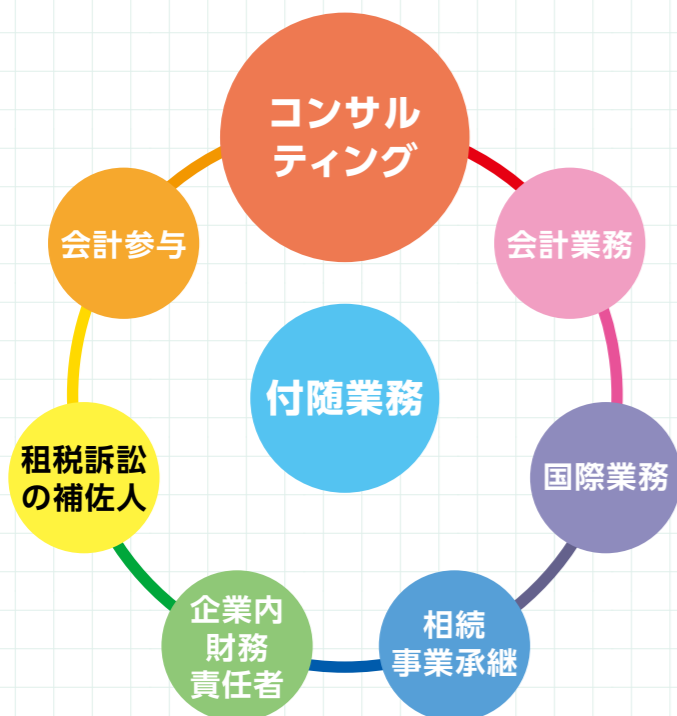 コンサル
ティング
会計参与
会計業務
付随業務
租税訴訟
の補佐人
国際業務
企業内
財務
責任者
相続
事業承継